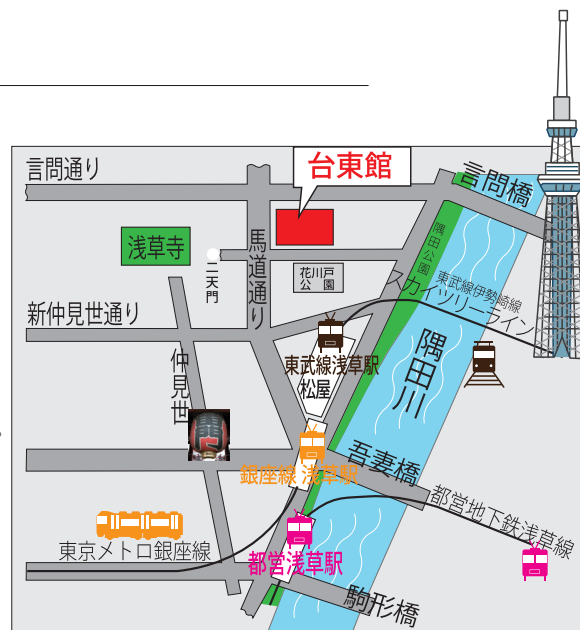 台東館
言問通り
言問橋
浅草寺
二天門
馬道通り
花川戸
公園
隅田公園
東武線伊勢崎線
スカイツリーライン
新仲見世通り
仲見世
東武線浅草駅
松屋
隅田川
銀座線 浅草駅
吾妻橋
都営地下鉄浅草線
東京メトロ銀座線
都営浅草駅
駒形橋